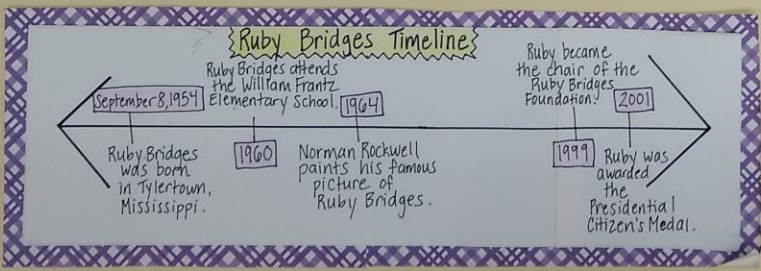 Ruby Bridges Timeline
September 8, 1954
Ruby Bridges
was born
in Tylertown,
Mississippi.
Ruby Bridges attends
the William Frantz
Elementary School.
1960
1964
Norman Rockwell
paints his famous
picture of
Ruby Bridges.
Ruby became
the chair of the
Ruby Bridges
Foundation.
1999
2001
Ruby was
awarded
the
Presidential
Citizen's Medal.